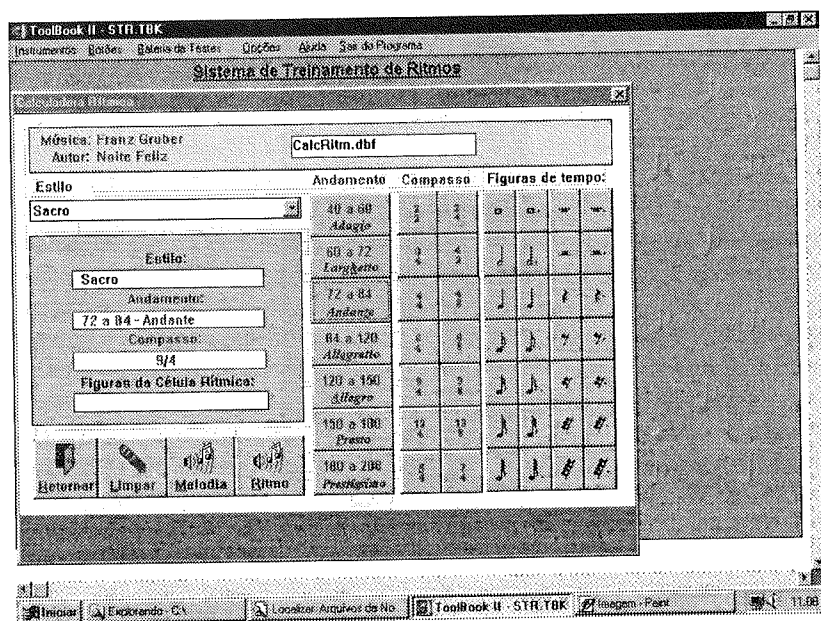 ToolBook II - STR.TBK
Instrumentos Botões Bateria de Testes Opções Ajuda Sair do Programa
Sistema de Treinamento de Ritmos
Calculadora Rítmica
Música: Franz Gruber
Autor: Noite Feliz
CalcRitm.dbf
Estilo
Sacro
Andamento Compasso Figuras de tempo:
40 a 60
Adagio
60 a 72
Larghetto
72 a 84
Andante
84 a 120
Allegretto
120 a 150
Allegro
150 a 180
Presto
180 a 208
Prestíssimo
Estilo:
Sacro
Andamento:
72 a 84 - Andante
Compasso:
9/4
Figuras da Célula Rítmica:
Retornar Limpar Melodia Ritmo
Iniciar Explorando - C:\ Localizar: Arquivos de No ToolBook II - STR.TBK Imagem - Paint 11:08